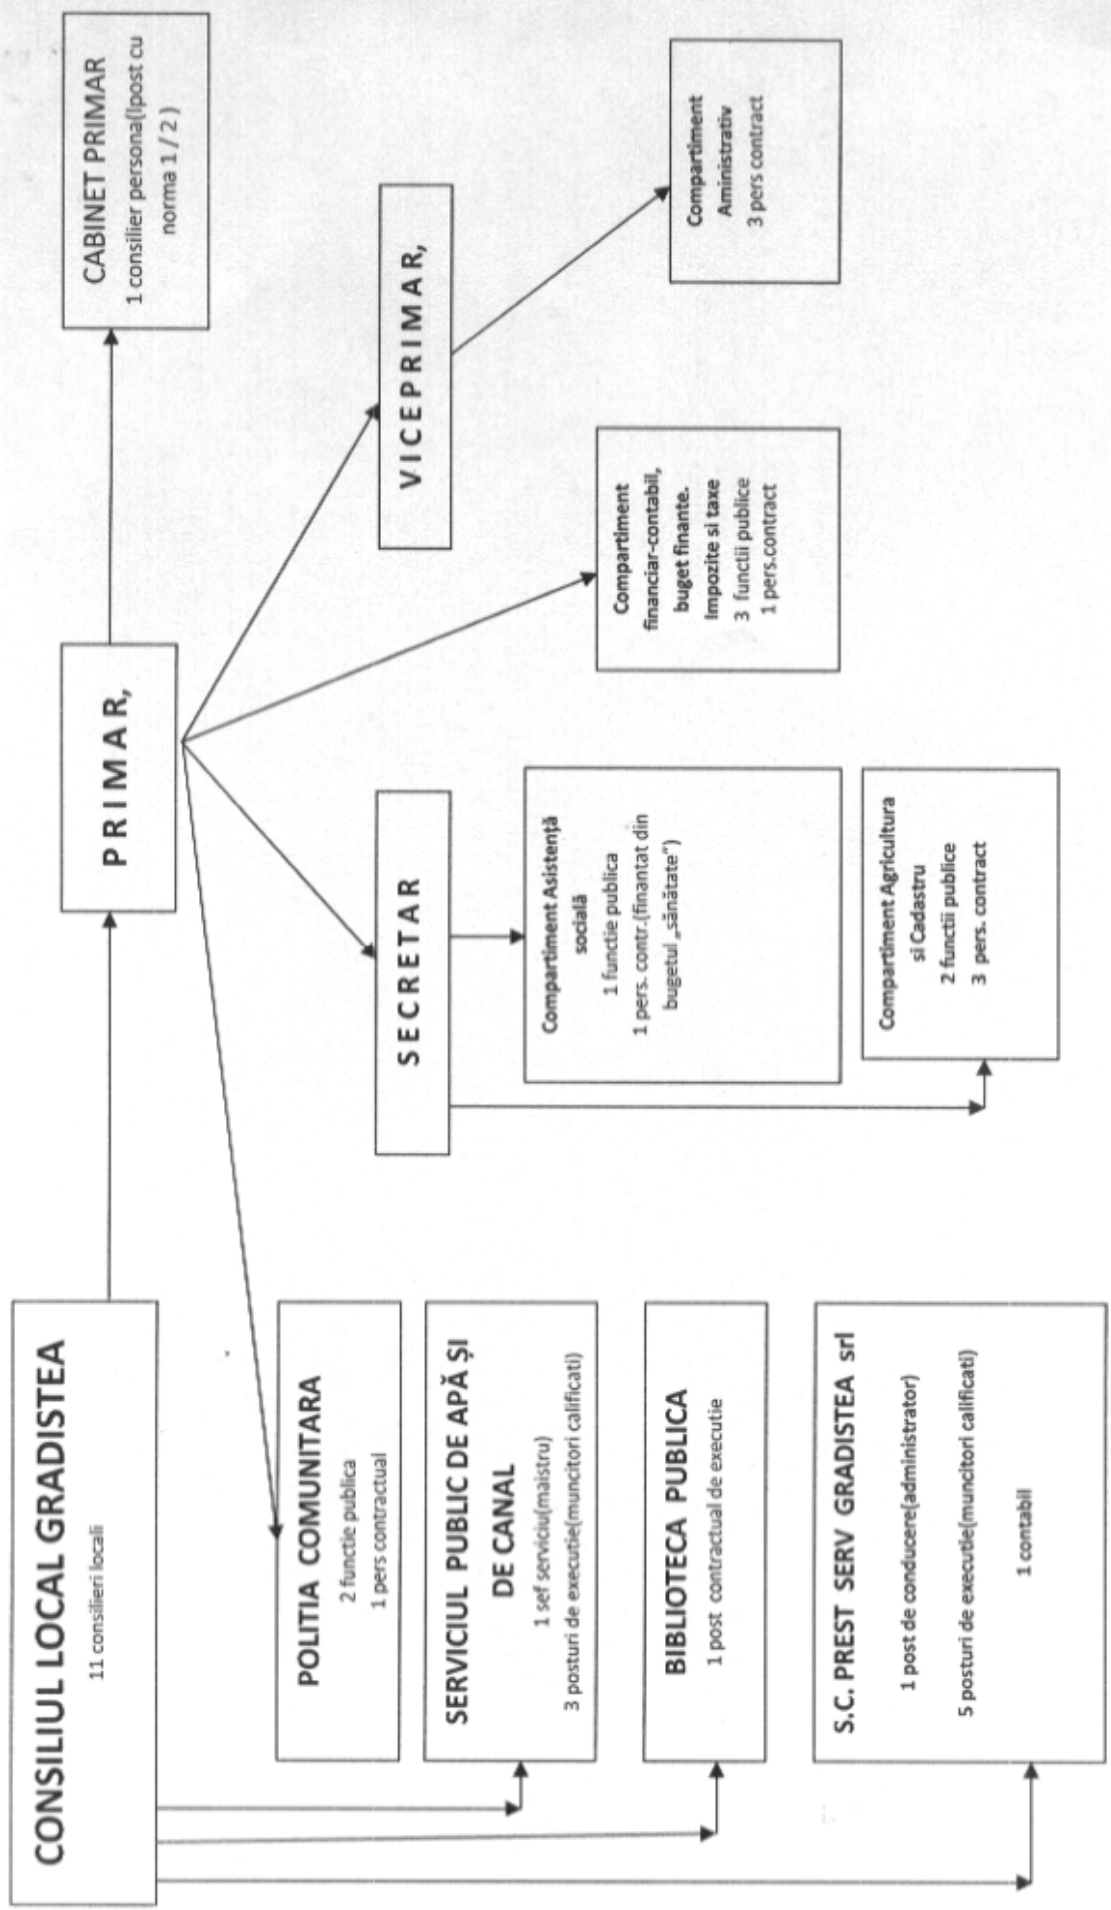 CONSILIUL LOCAL GRADISTEA
11 consilieri locali
PRIMAR,
CABINET PRIMAR
1 consilier persona(lpost cu
norma 1 / 2 )
POLITIA COMUNITARA
2 functie publica
1 pers contractual
SERVICIUL PUBLIC DE APĂ ȘI
DE CANAL
1 sef serviciu(maistru)
3 posturi de executie(muncitori calificati)
BIBLIOTECA PUBLICA
1 post contractual de executie
S.C. PREST SERV GRADISTEA srl
1 post de conducere(administrator)
5 posturi de executie(muncitori calificati)
1 contabil
SECRETAR
Compartiment Asistență
socială
1 functie publica
1 pers. contr.(finantat din
bugetul „sănătate”)
Compartiment Agricultura
si Cadastru
2 functii publice
3 pers. contract
VICEPRIMAR,
Compartiment
financiar-contabil,
buget finante.
Impozite si taxe
3 functii publice
1 pers.contract
Compartiment
Aministrativ
3 pers contract